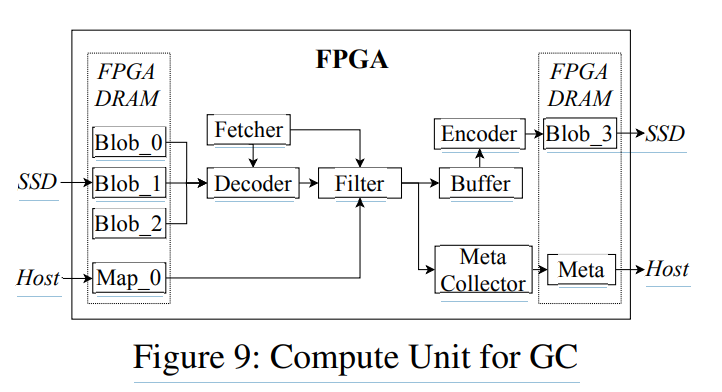 FPGA
FPGA
DRAM
FPGA
DRAM
Fetcher
Encoder
Blob_3
SSD
Blob_0
SSD
Blob_1
Decoder
Filter
Buffer
Blob_2
Host
Map_0
Meta
Collector
Meta
Host
Figure 9: Compute Unit for GC